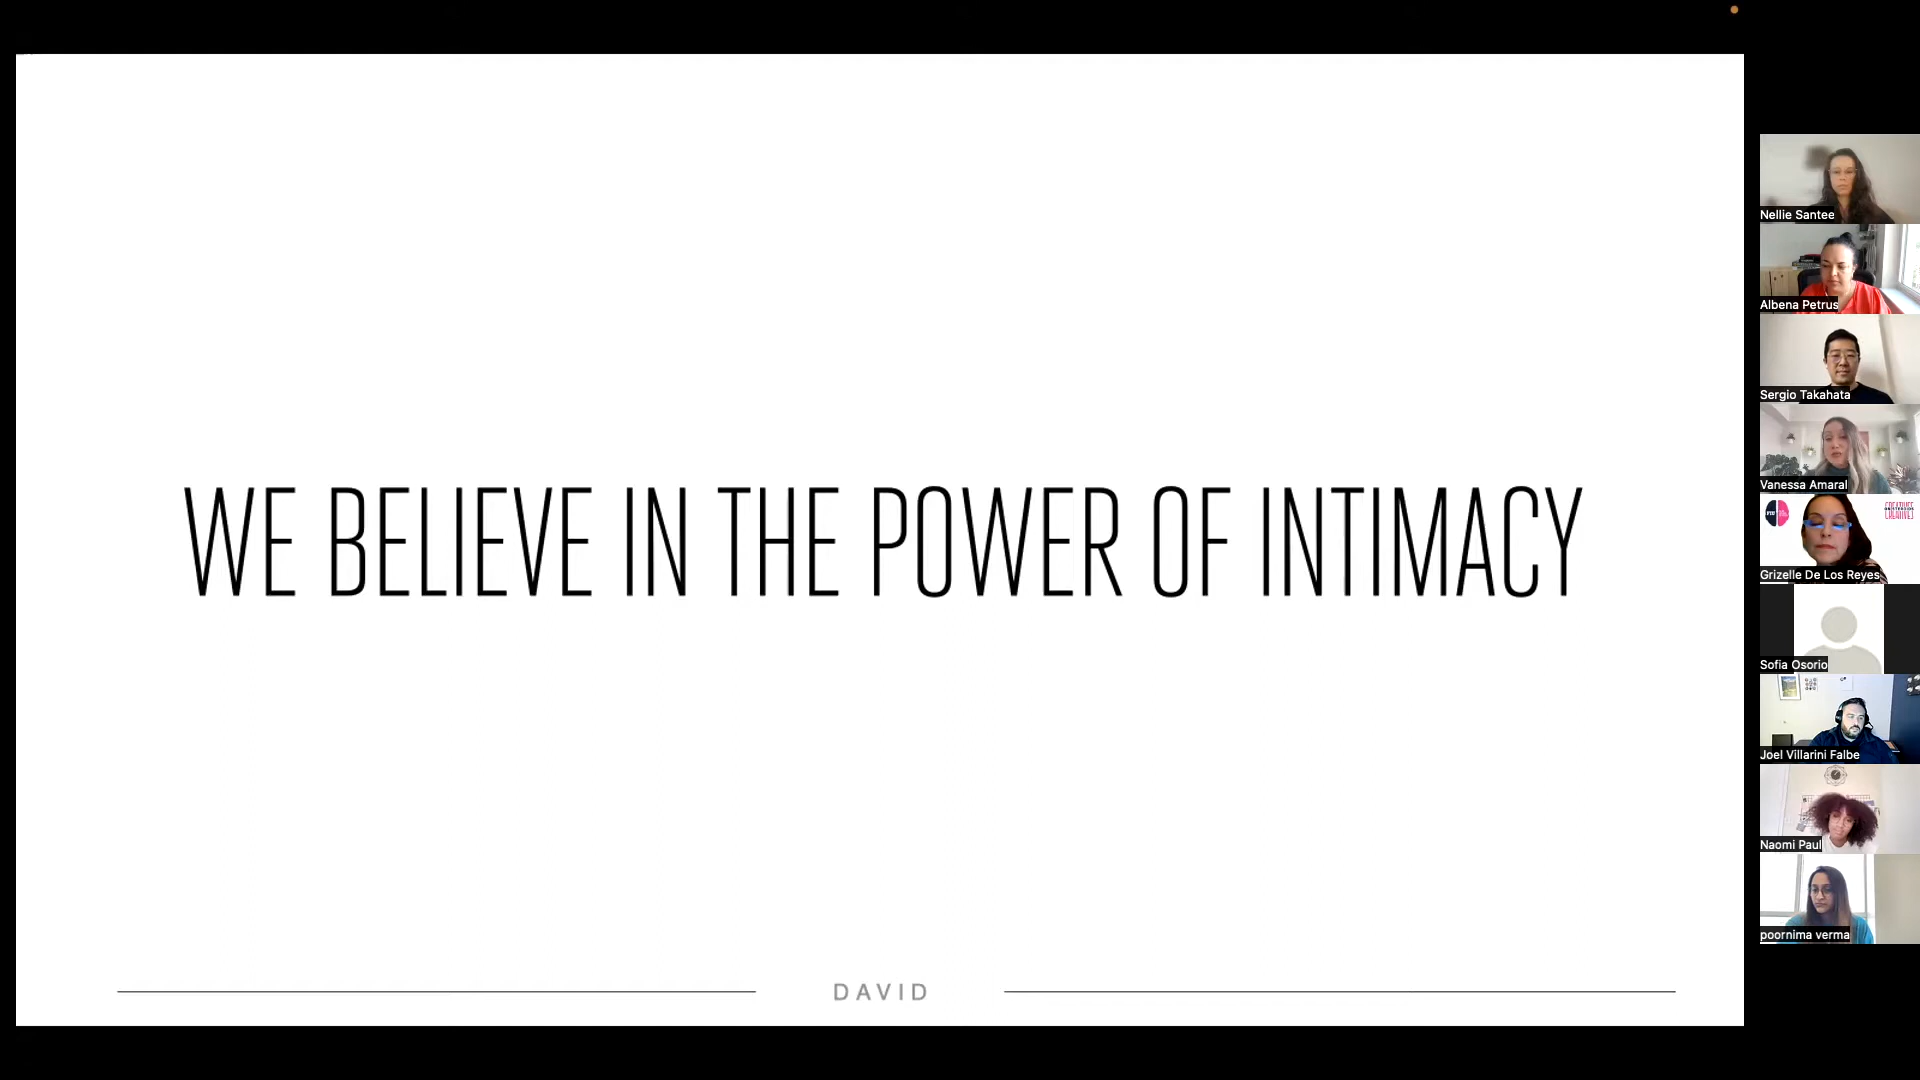 WE BELIEVE IN THE POWER OF INTIMACY
DAVID
Nellie Santee
Albena Petrus
Sergio Takahata
Vanessa Amaral
Grizelle De Los Reyes
Sofia Osorio
Joel Villarini Falbe
Naomi Paul
poornima verma